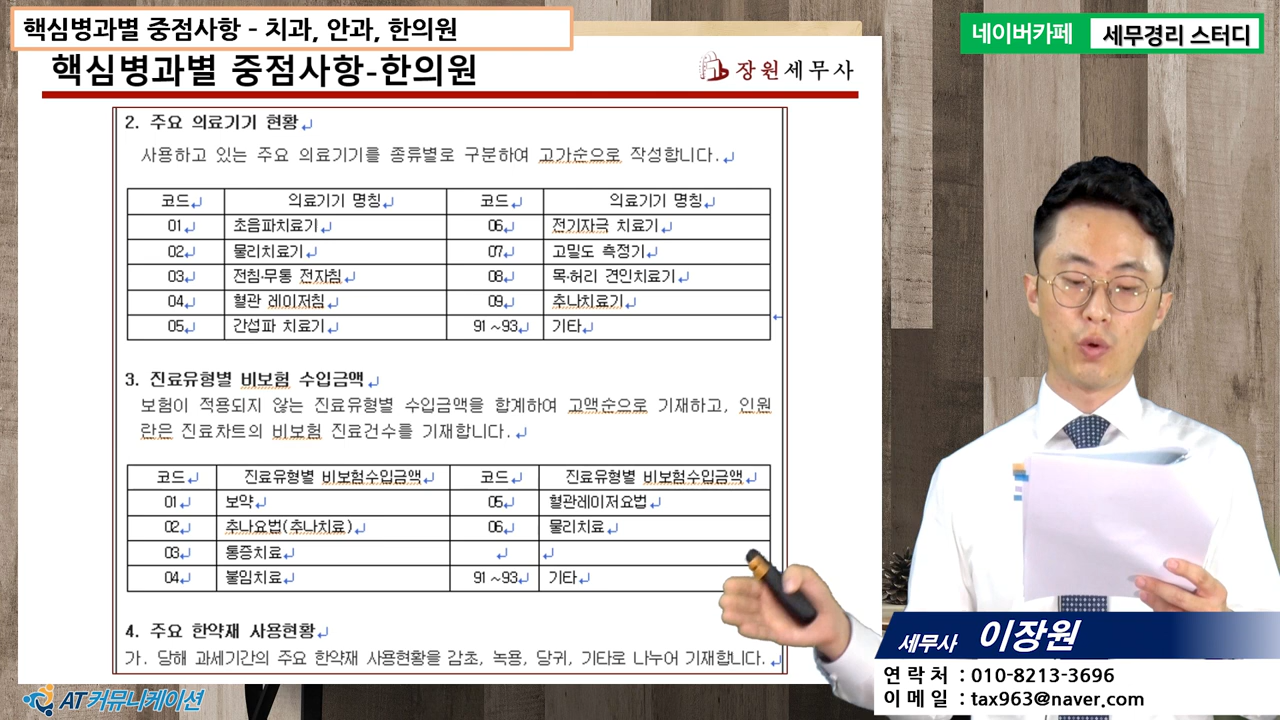 핵심병과별 중점사항 - 치과, 안과, 한의원
네이버카페 세무경리 스터디
핵심병과별 중점사항-한의원
장원세무사
2. 주요 의료기기 현황
사용하고 있는 주요 의료기기를 종류별로 구분하여 고가순으로 작성합니다.
코드 의료기기 명칭 코드 의료기기 명칭
01 초음파치료기 06 전기자극 치료기
02 물리치료기 07 고밀도 측정기
03 전침·무통 전자침 08 목·허리 견인치료기
04 혈관 레이저침 09 추나치료기
05 간섭파 치료기 91~93 기타
3. 진료유형별 비보험 수입금액
보험이 적용되지 않는 진료유형별 수입금액을 합계하여 고액순으로 기재하고, 인원
란은 진료차트의 비보험 진료건수를 기재합니다.
코드 진료유형별 비보험수입금액 코드 진료유형별 비보험수입금액
01 보약 05 혈관레이저요법
02 추나요법(추나치료) 06 물리치료
03 통증치료
04 불임치료 91~93 기타
4. 주요 한약재 사용현황
가. 당해 과세기간의 주요 한약재 사용현황을 감초, 녹용, 당귀, 기타로 나누어 기재합니다.
세무사 이장원
연락처 : 010-8213-3696
이메일 : tax963@naver.com
AT커뮤니케이션